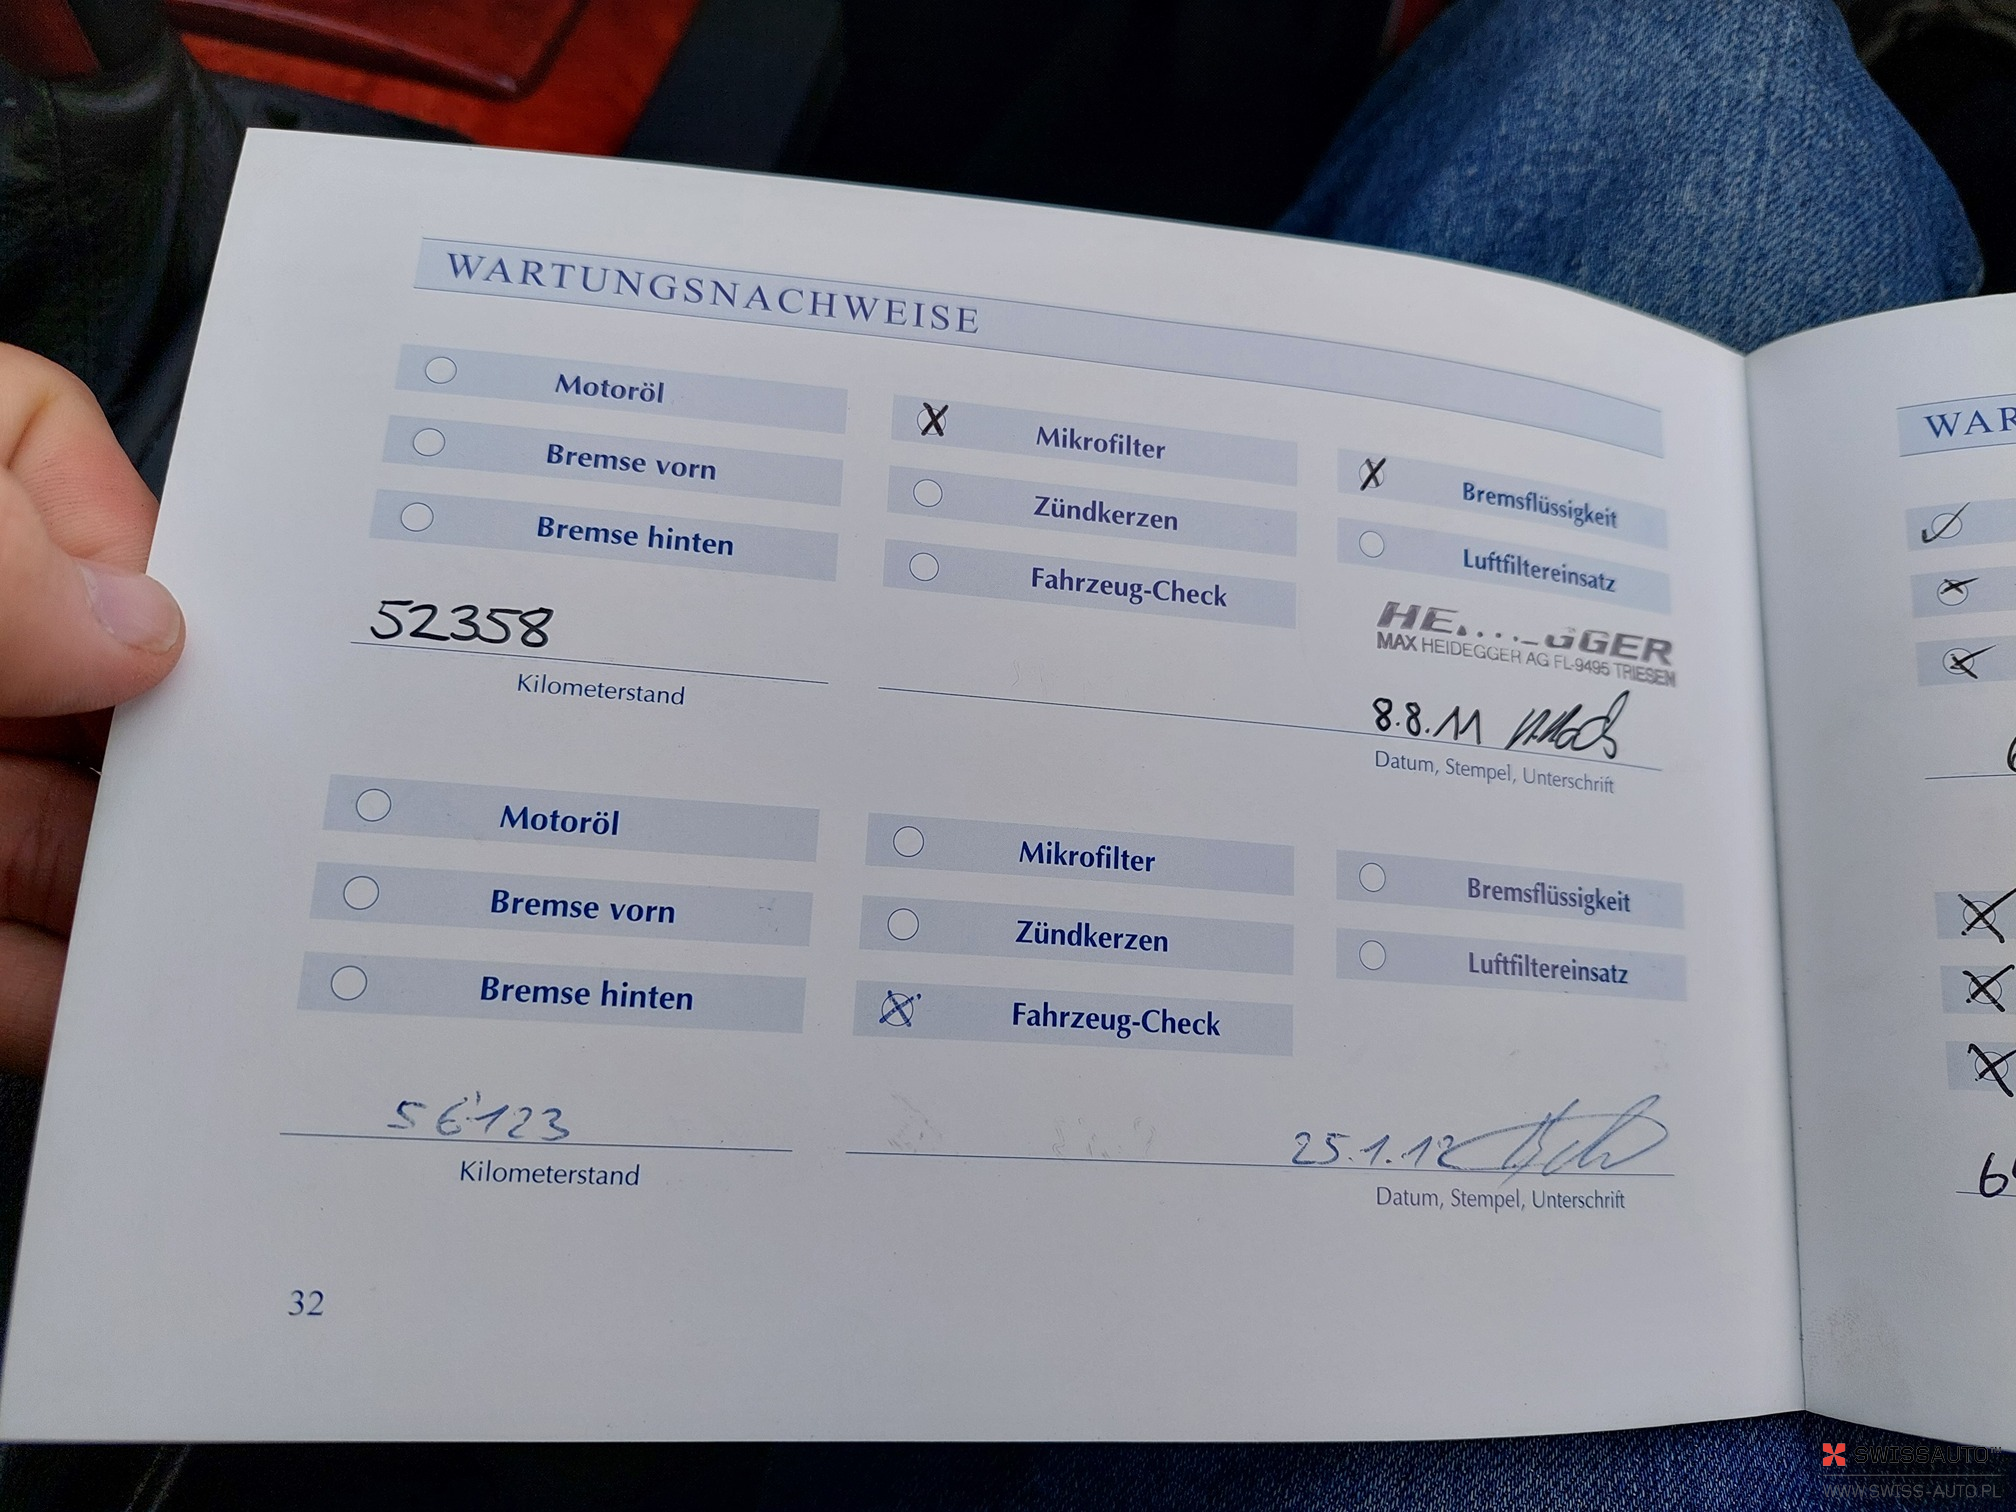 WARTUNGSNACHWEISE
Motoröl
Mikrofilter
Bremsflüssigkeit
Bremse vorn
Zündkerzen
Luftfiltereinsatz
Bremse hinten
Fahrzeug-Check
52358
Kilometerstand
MAX HEIDEGGER AG FL-9495 TRIESEN
8.8.11
Datum, Stempel, Unterschrift
Motoröl
Mikrofilter
Bremsflüssigkeit
Bremse vorn
Zündkerzen
Luftfiltereinsatz
Bremse hinten
Fahrzeug-Check
56'123
Kilometerstand
25.1.12
Datum, Stempel, Unterschrift
32
WAR
SWISSAUTO
WWW.SWISS-AUTO.PL